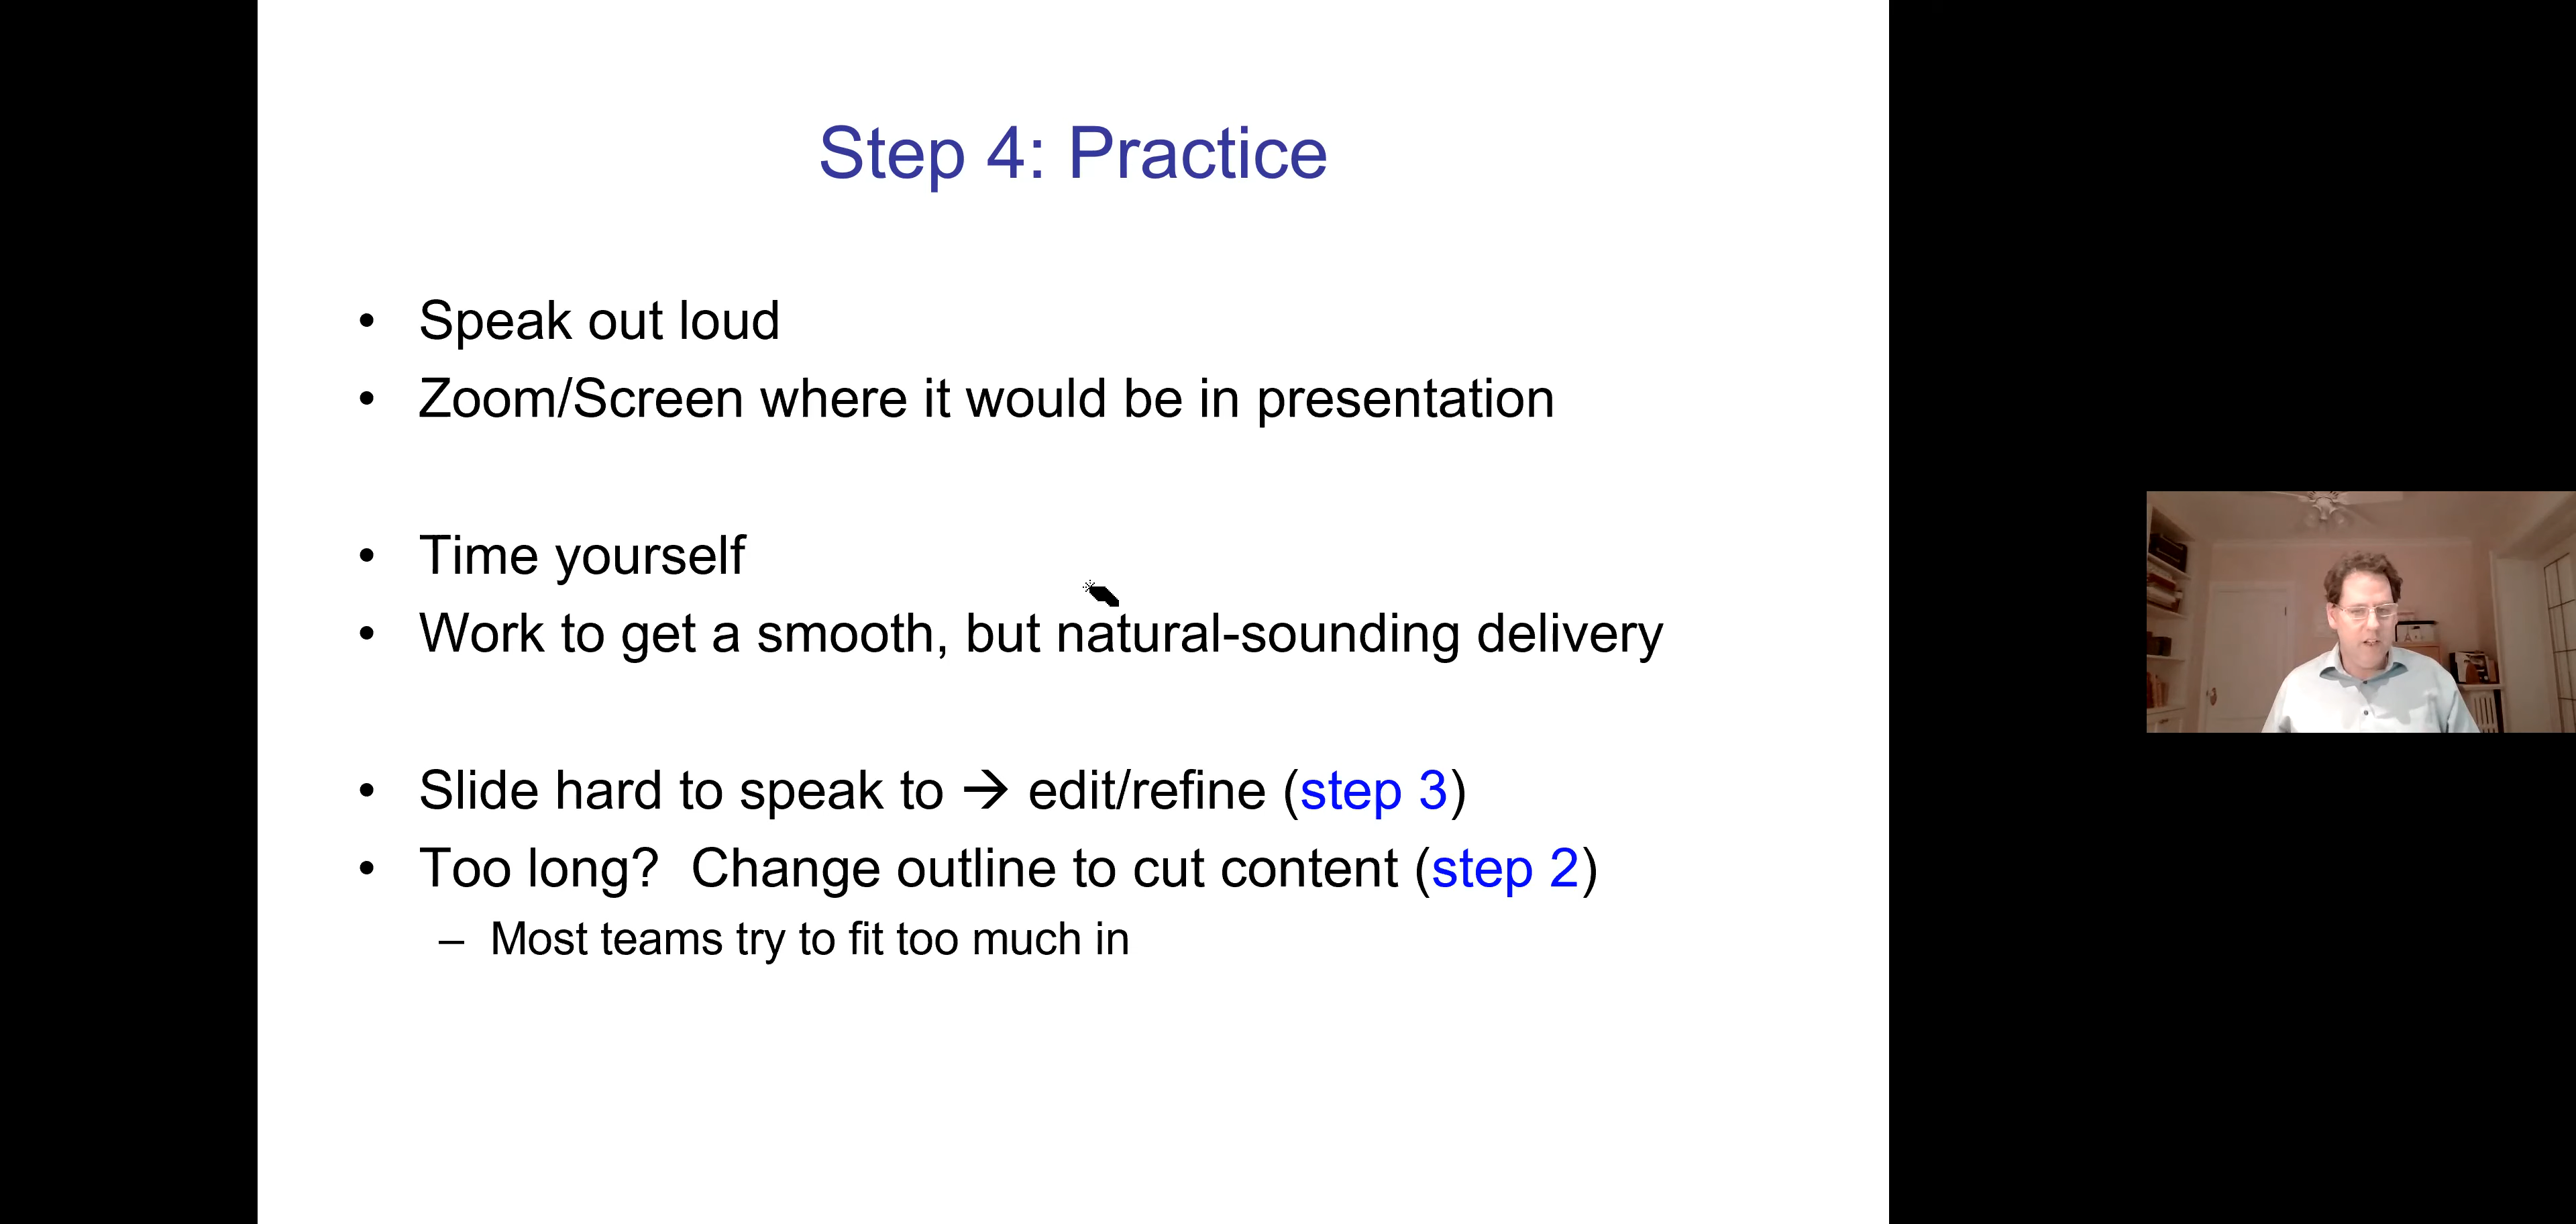 Step 4: Practice
• Speak out loud
• Zoom/Screen where it would be in presentation
• Time yourself
• Work to get a smooth, but natural-sounding delivery
• Slide hard to speak to → edit/refine (step 3)
• Too long?  Change outline to cut content (step 2)
– Most teams try to fit too much in